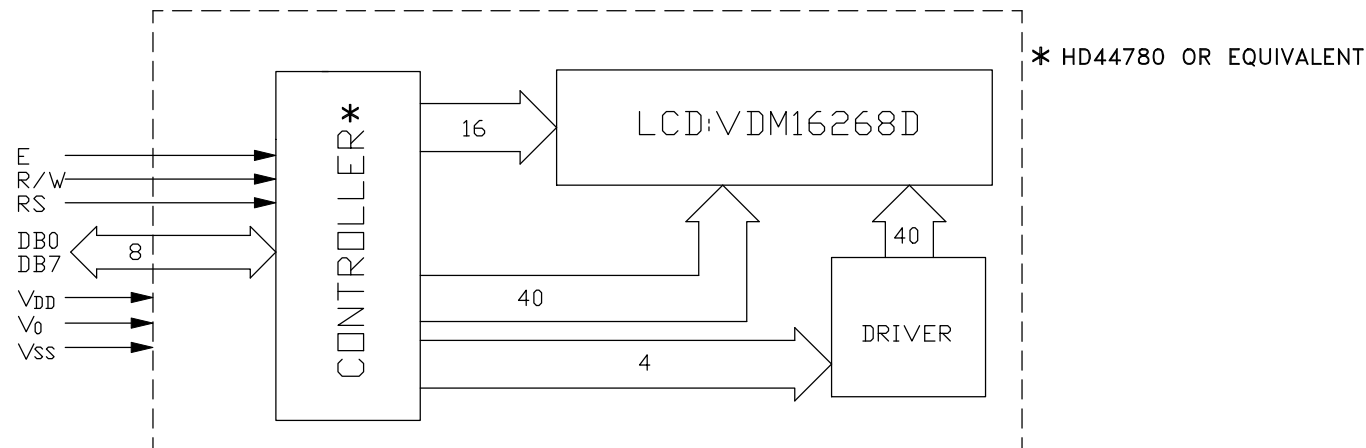 * HD44780 OR EQUIVALENT
LCD:VDM16268D
CONTROLLER*
16
E
R/W
RS
DB0
DB7
8
40
40
VDD
V0
VSS
4
DRIVER